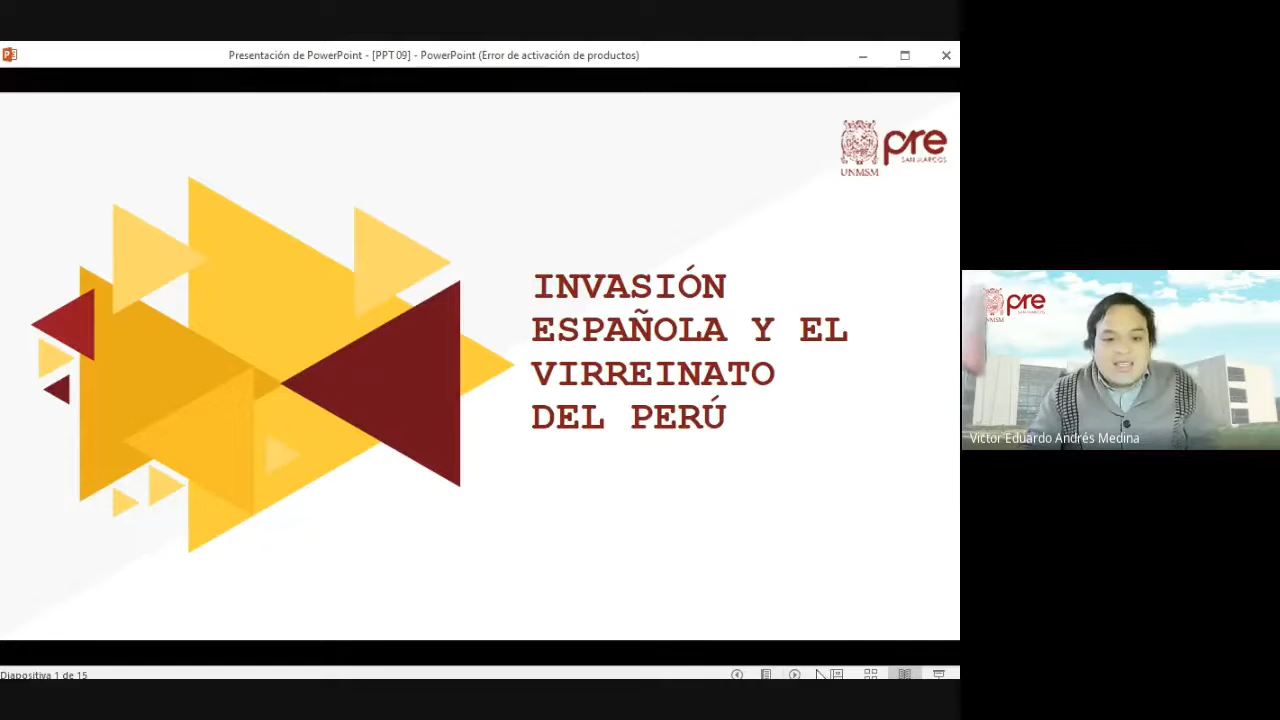 Presentación de PowerPoint - [PPT 09] - PowerPoint (Error de activación de productos)
UNMSM
pre
SAN MARCOS
INVASIÓN
ESPAÑOLA Y EL
VIRREINATO
DEL PERÚ
pre
Victor Eduardo Andrés Medina
Diapositiva 1 de 15